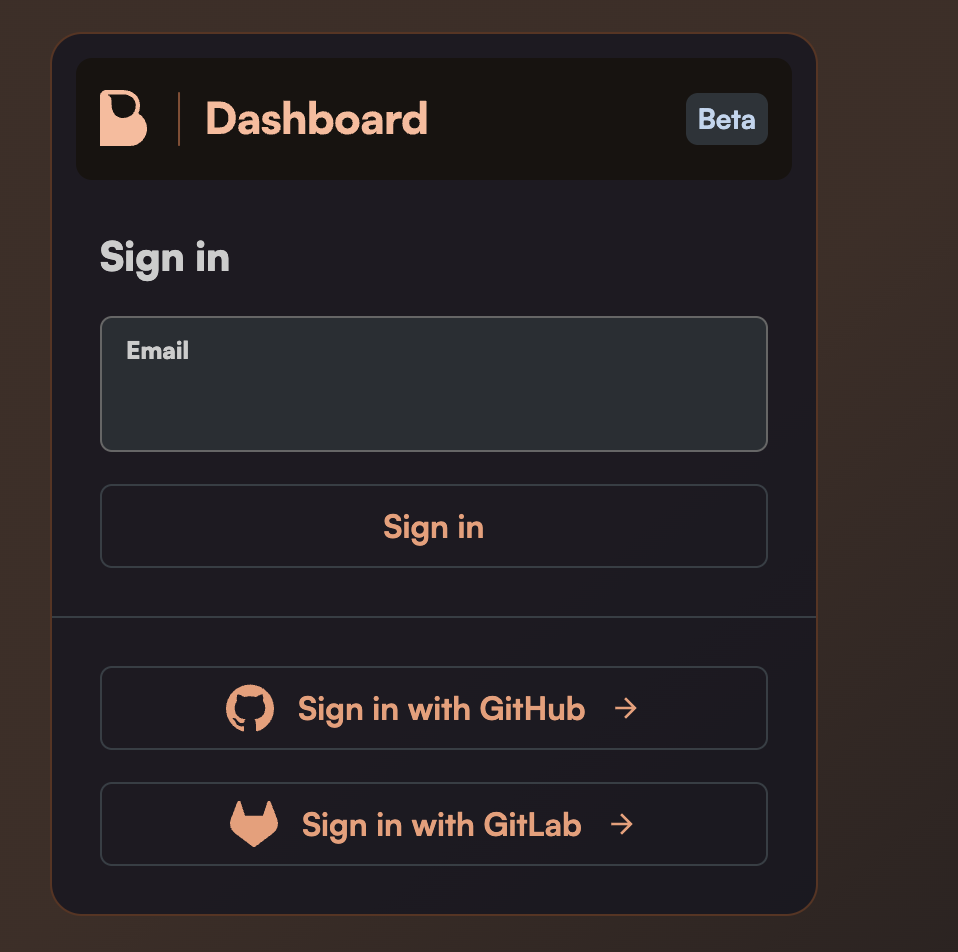 Dashboard
Beta
Sign in
Email
Sign in
Sign in with GitHub →
Sign in with GitLab →